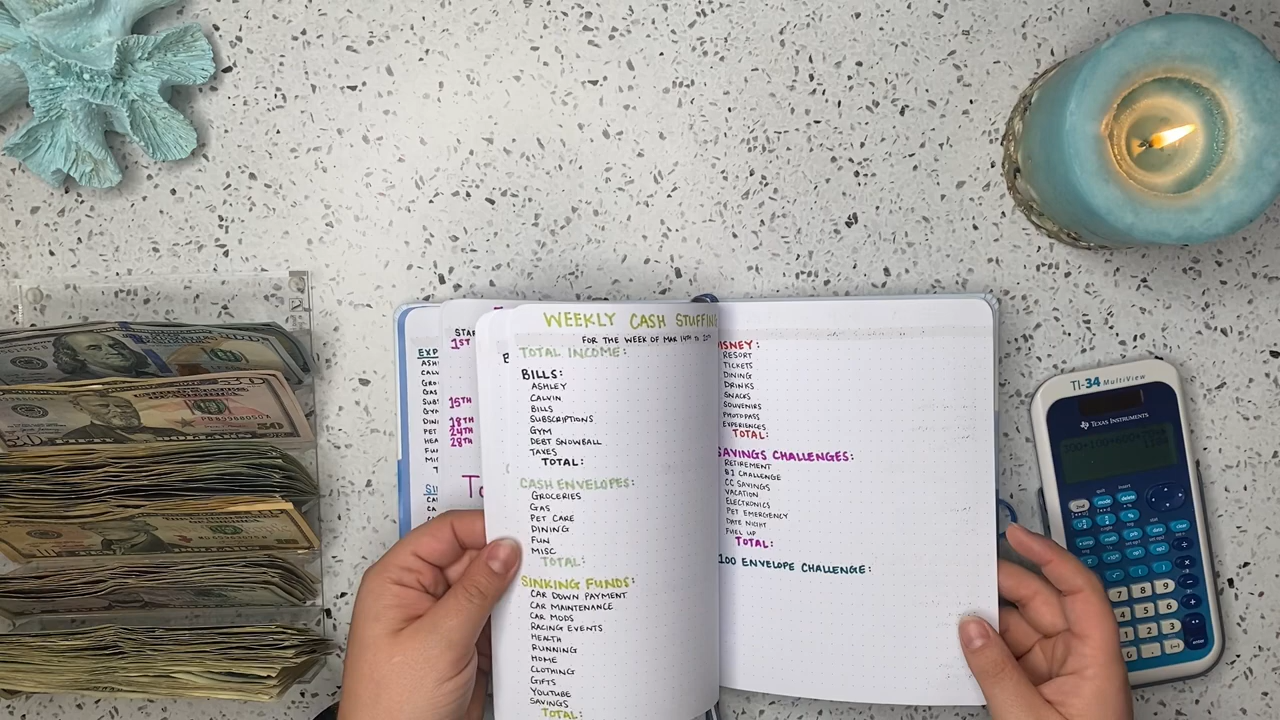 WEEKLY CASH STUFFING
FOR THE WEEK OF MAR 14TH TO
TOTAL INCOME:
BILLS:
ASHLEY
CALVIN
BILLS
SUBSCRIPTIONS
GYM
DEBT SNOWBALL
TAXES
TOTAL:
CASH ENVELOPES:
GROCERIES
GAS
PET CARE
DINING
FUN
MISC
TOTAL:
SINKING FUNDS:
CAR DOWN PAYMENT
CAR MAINTENANCE
CAR MODS
RACING EVENTS
HEALTH
RUNNING
HOME
CLOTHING
GIFTS
YOUTUBE
SAVINGS
TOTAL:
ISNEY:
RESORT
TICKETS
DINING
DRINKS
SNACKS
SOUVENIRS
PHOTOPASS
EXPERIENCES
TOTAL:
SAVINGS CHALLENGES:
RETIREMENT
$1 CHALLENGE
CC SAVINGS
VACATION
ELECTRONICS
PET EMERGENCY
DATE NIGHT
FUEL UP
TOTAL:
100 ENVELOPE CHALLENGE:
EXP
STAR
1ST
15TH
18TH
24TH
28TH
TI-34 MultiView
TEXAS INSTRUMENTS